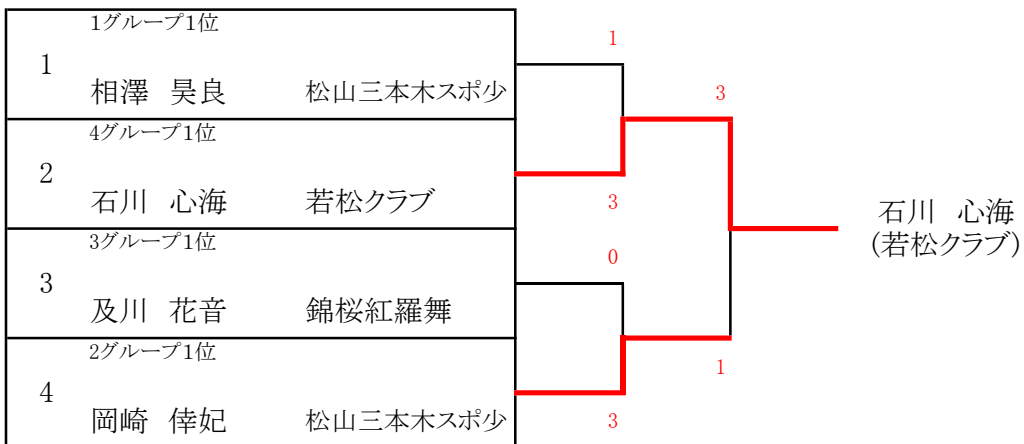 1グループ1位
1
相澤 昊良 松山三本木スポ少
4グループ1位
2
石川 心海 若松クラブ
3グループ1位
3
及川 花音 錦桜紅羅舞
2グループ1位
4
岡崎 倖妃 松山三本木スポ少
1
3
0
3
3
1
石川 心海
(若松クラブ)